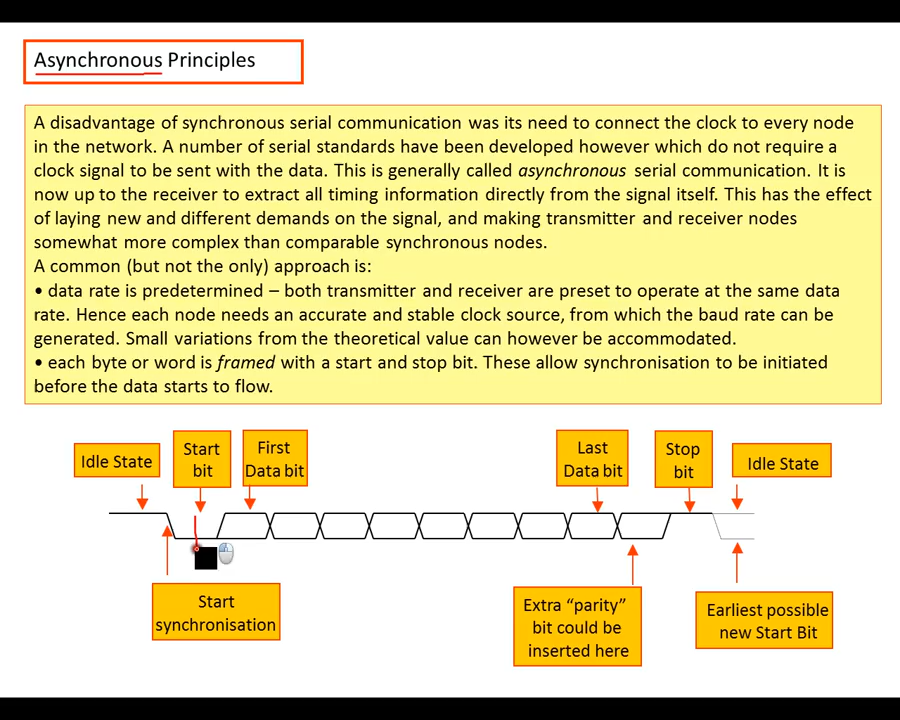 Asynchronous Principles
A disadvantage of synchronous serial communication was its need to connect the clock to every node
in the network. A number of serial standards have been developed however which do not require a
clock signal to be sent with the data. This is generally called asynchronous serial communication. It is
now up to the receiver to extract all timing information directly from the signal itself. This has the effect
of laying new and different demands on the signal, and making transmitter and receiver nodes
somewhat more complex than comparable synchronous nodes.
A common (but not the only) approach is:
• data rate is predetermined – both transmitter and receiver are preset to operate at the same data
rate. Hence each node needs an accurate and stable clock source, from which the baud rate can be
generated. Small variations from the theoretical value can however be accommodated.
• each byte or word is framed with a start and stop bit. These allow synchronisation to be initiated
before the data starts to flow.
Idle State
Start
bit
First
Data bit
Last
Data bit
Stop
bit
Idle State
Start
synchronisation
Extra “parity”
bit could be
inserted here
Earliest possible
new Start Bit